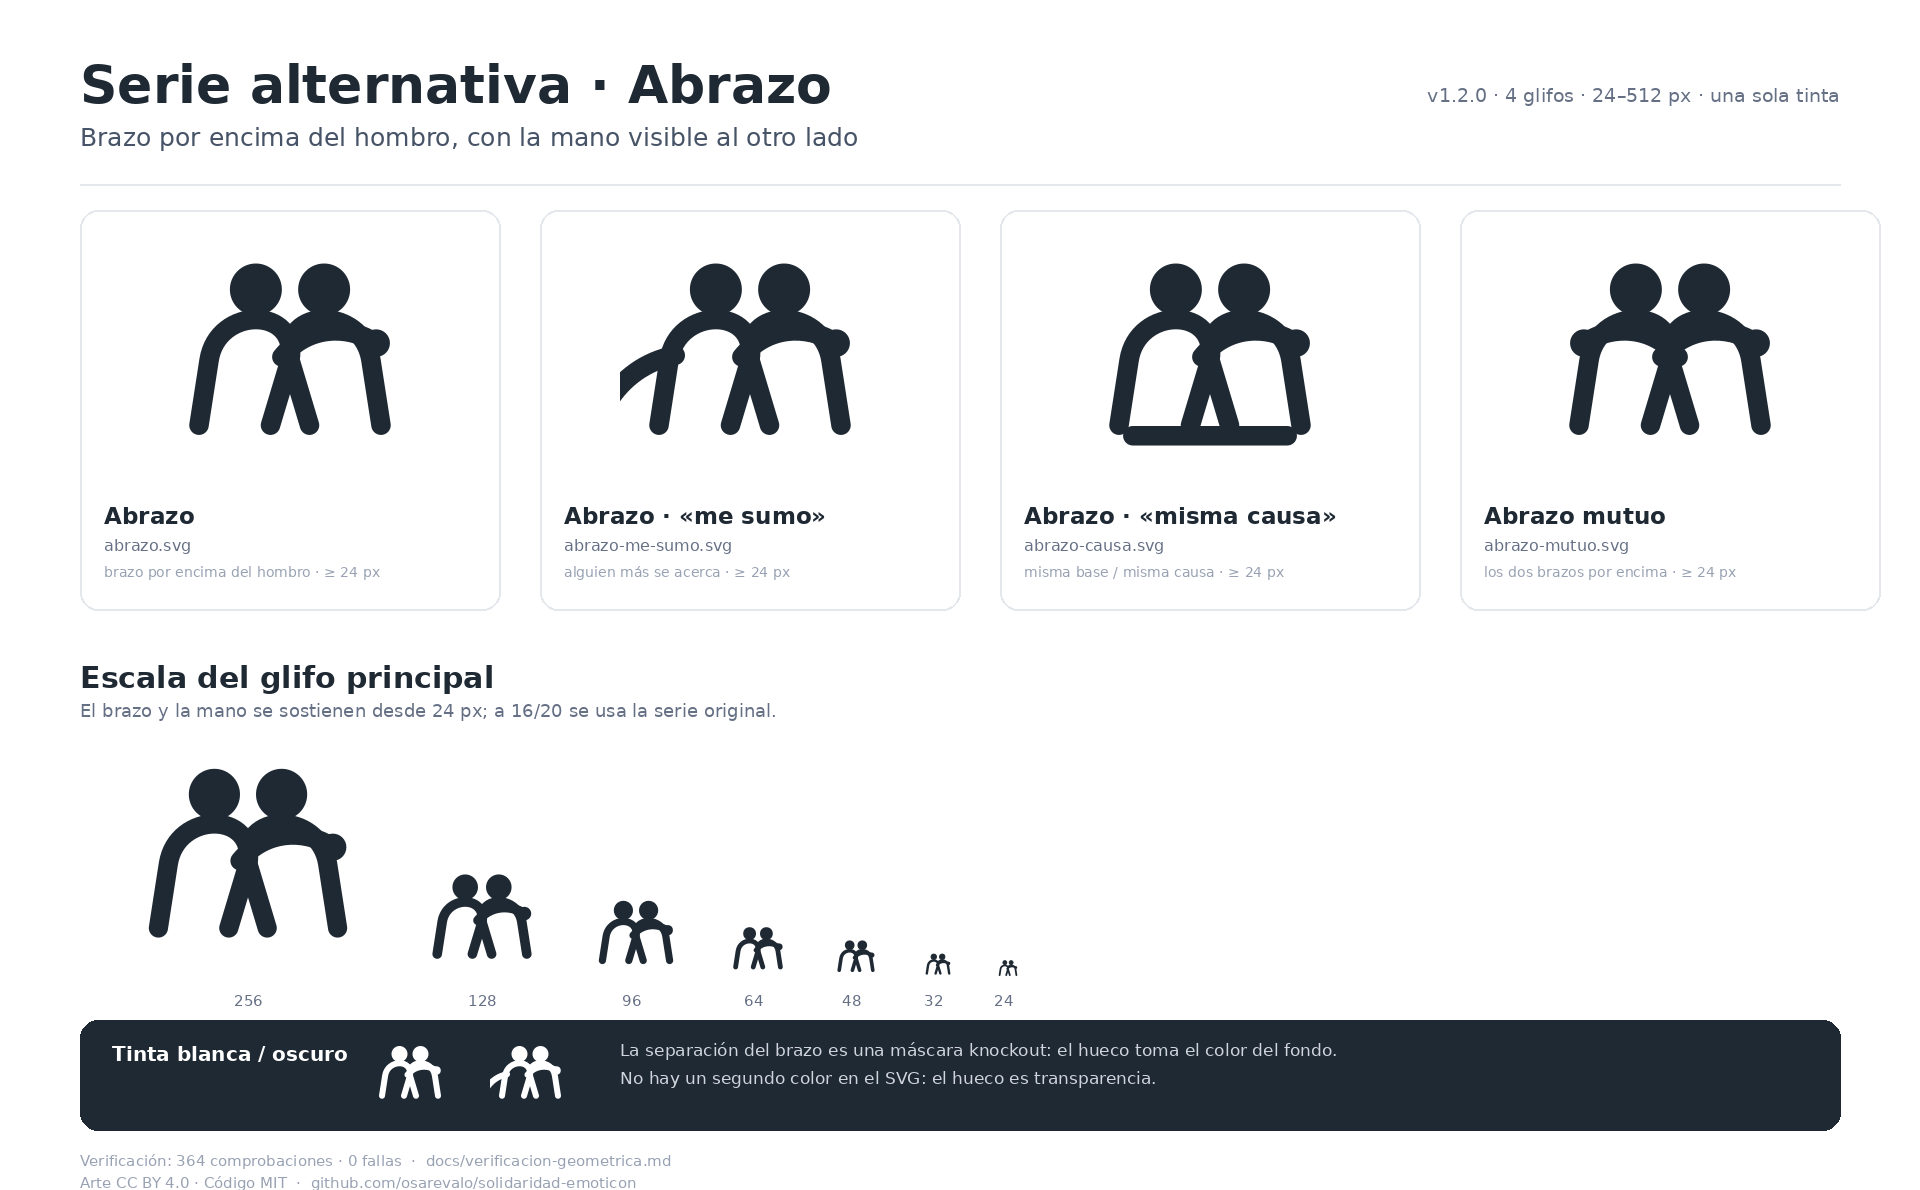 Serie alternativa · Abrazo
v1.2.0 · 4 glifos · 24–512 px · una sola tinta
Brazo por encima del hombro, con la mano visible al otro lado
Abrazo
abrazo.svg
brazo por encima del hombro · ≥ 24 px
Abrazo · «me sumo»
abrazo-me-sumo.svg
alguien más se acerca · ≥ 24 px
Abrazo · «misma causa»
abrazo-causa.svg
misma base / misma causa · ≥ 24 px
Abrazo mutuo
abrazo-mutuo.svg
los dos brazos por encima · ≥ 24 px
Escala del glifo principal
El brazo y la mano se sostienen desde 24 px; a 16/20 se usa la serie original.
256 128 96 64 48 32 24
Tinta blanca / oscuro
La separación del brazo es una máscara knockout: el hueco toma el color del fondo.
No hay un segundo color en el SVG: el hueco es transparencia.
Verificación: 364 comprobaciones · 0 fallas · docs/verificacion-geometrica.md
Arte CC BY 4.0 · Código MIT · github.com/osarevalo/solidaridad-emoticon